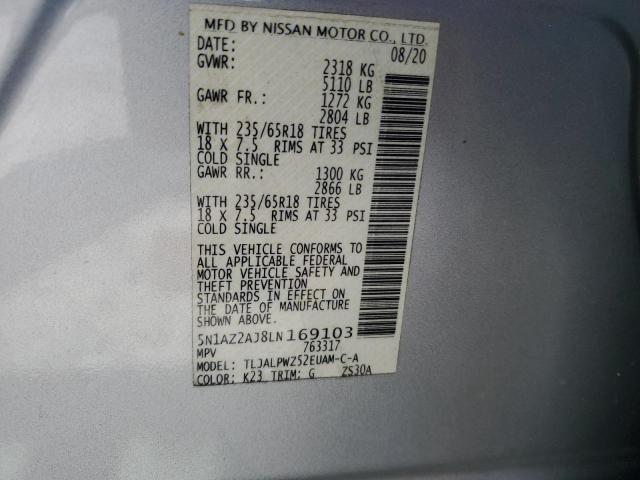 MFD BY NISSAN MOTOR CO., LTD.
DATE: 08/20
GVWR: 2318 KG
5110 LB
GAWR FR.: 1272 KG
2804 LB
WITH 235/65R18 TIRES
18 X 7.5 RIMS AT 33 PSI
COLD SINGLE
GAWR RR.: 1300 KG
2866 LB
WITH 235/65R18 TIRES
18 X 7.5 RIMS AT 33 PSI
COLD SINGLE
THIS VEHICLE CONFORMS TO
ALL APPLICABLE FEDERAL
MOTOR VEHICLE SAFETY AND
THEFT PREVENTION
STANDARDS IN EFFECT ON
THE DATE OF MANUFACTURE
SHOWN ABOVE.
5N1AZ2AJ8LN169103
MPV 763317
MODEL: TLJALPWZ52EUAM-C-A
COLOR: K23 TRIM: G ZS30A